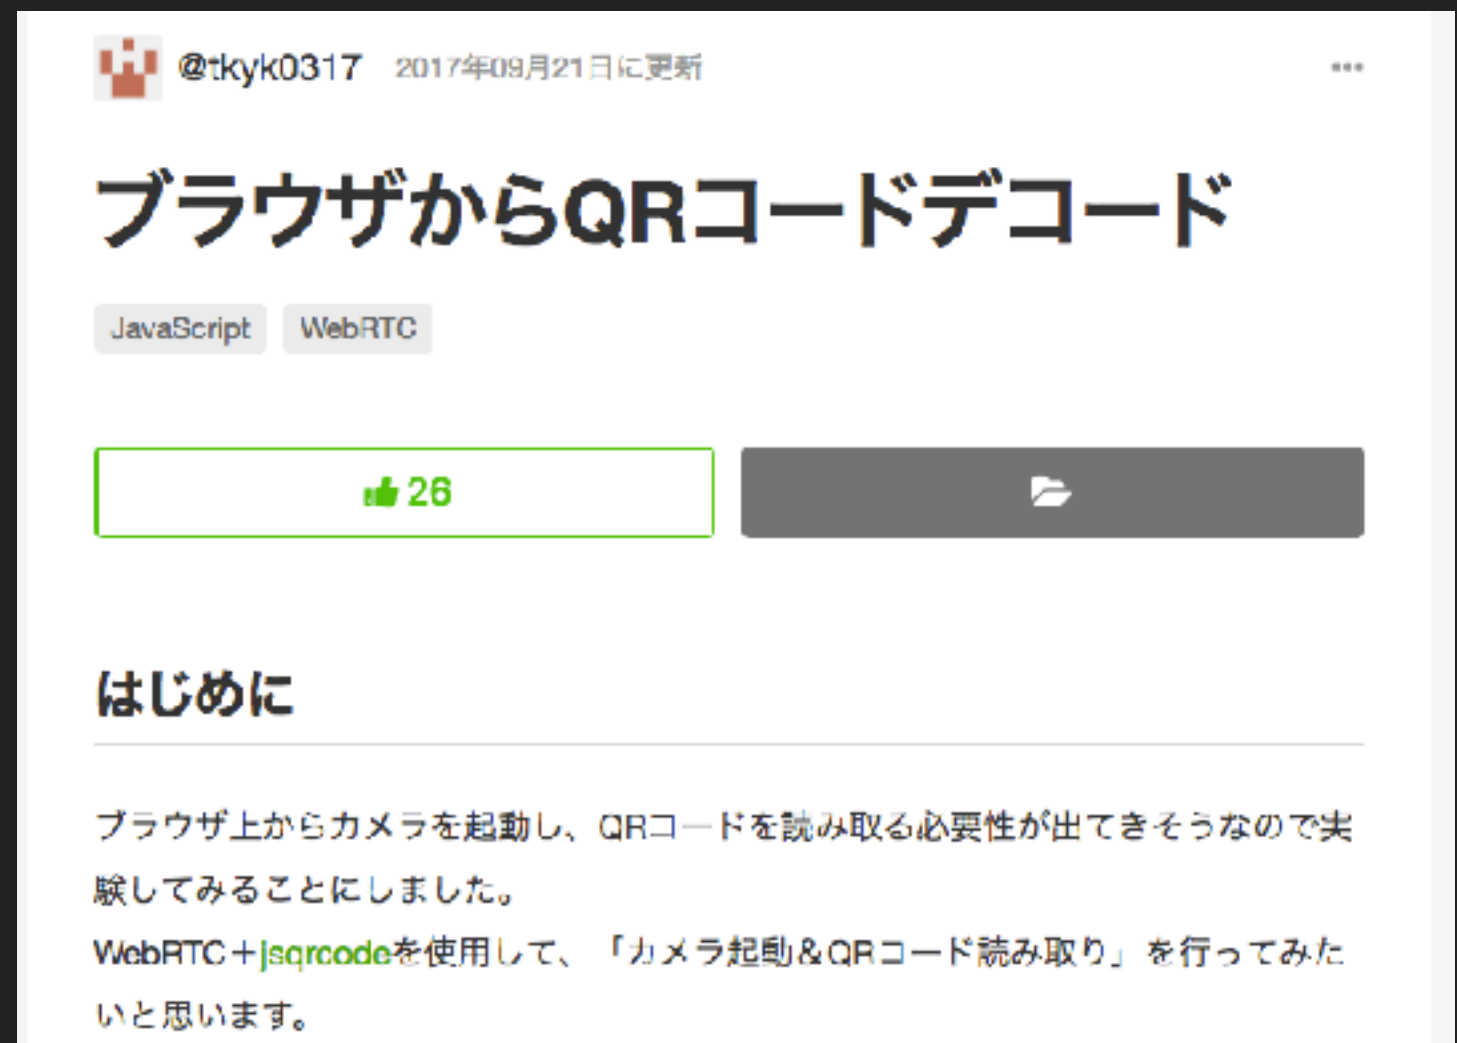 @tkyk0317 2017年09月21日に更新
ブラウザからQRコードデコード
JavaScript WebRTC
26
はじめに
ブラウザ上からカメラを起動し、QRコードを読み取る必要性が出てきそうなので実
験してみることにしました。
WebRTC+jsqrcodeを使用して、「カメラ起動&QRコード読み取り」を行ってみた
いと思います。